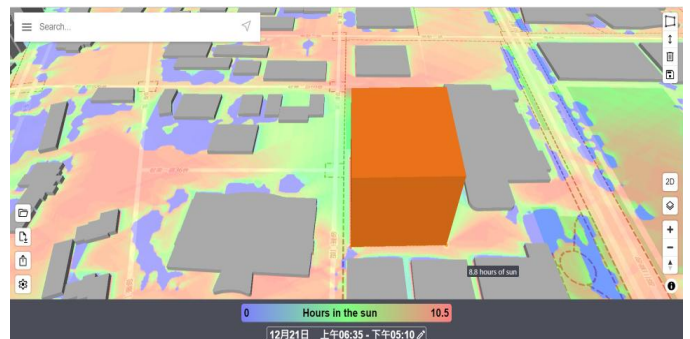 Search...
2D
8.8 hours of sun
0 Hours in the sun 10.5
12月21日 上午06:35 - 下午05:10